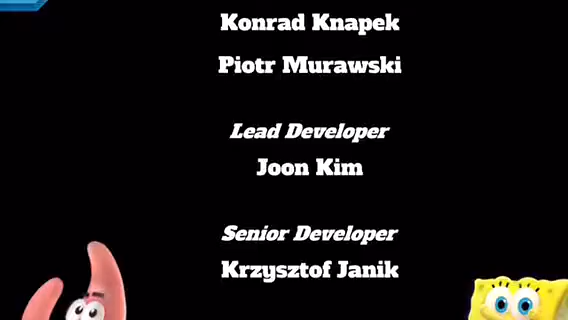 Konrad Knapek
Piotr Murawski
Lead Developer
Joon Kim
Senior Developer
Krzysztof Janik